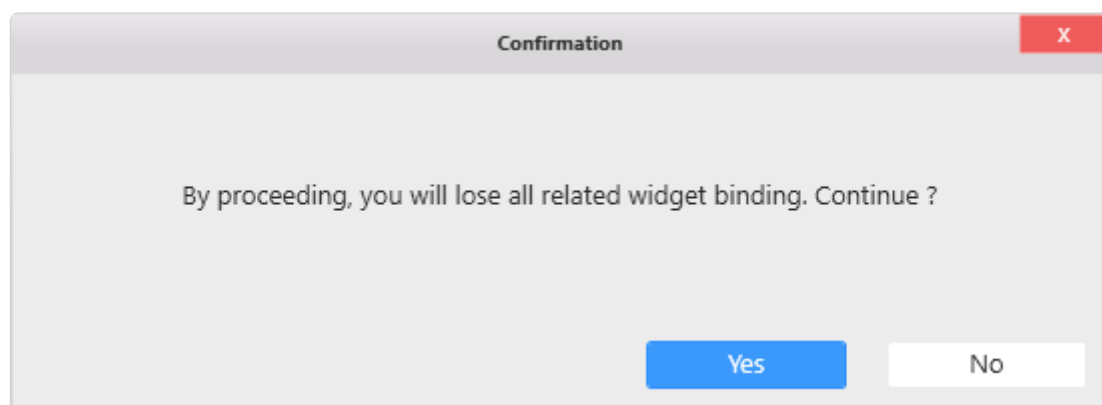 Confirmation
X
By proceeding, you will lose all related widget binding. Continue ?
Yes
No